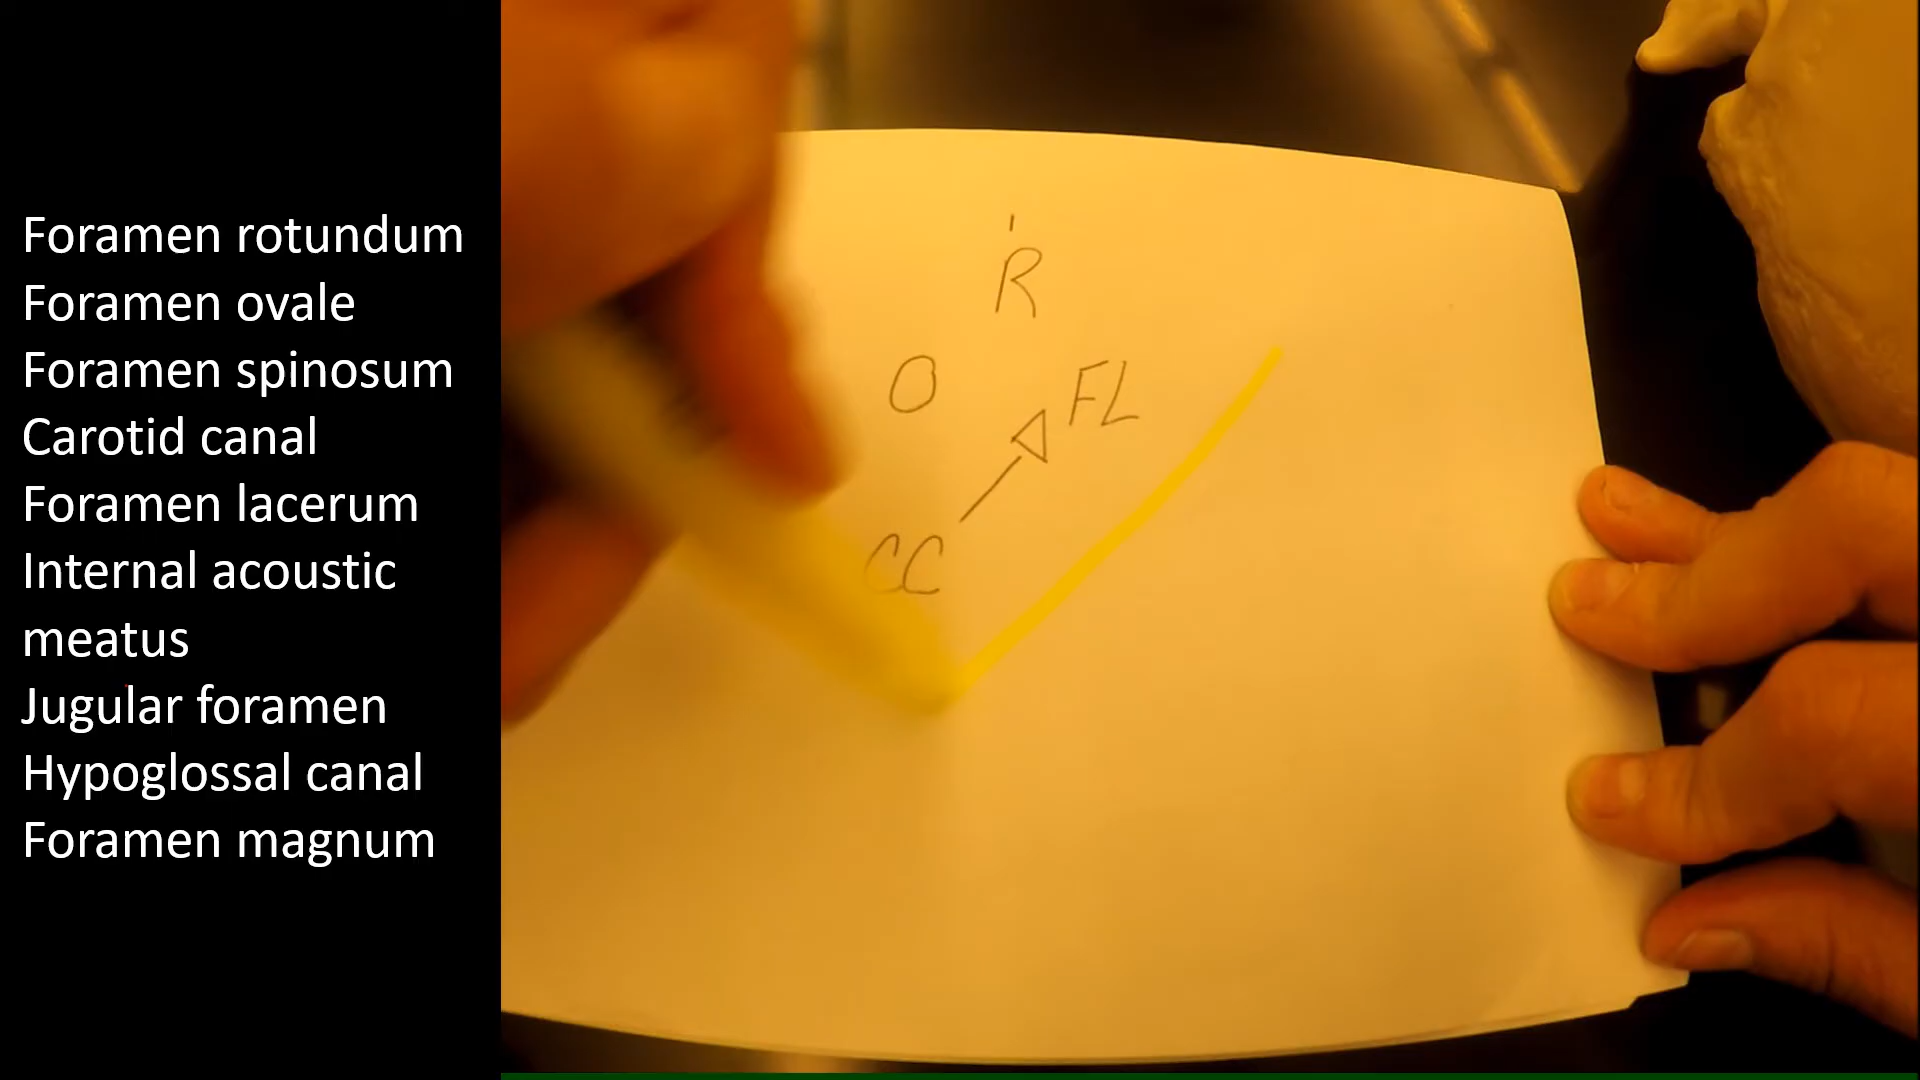 Foramen rotundum
Foramen ovale
Foramen spinosum
Carotid canal
Foramen lacerum
Internal acoustic
meatus
Jugular foramen
Hypoglossal canal
Foramen magnum
R
O
FL
CC